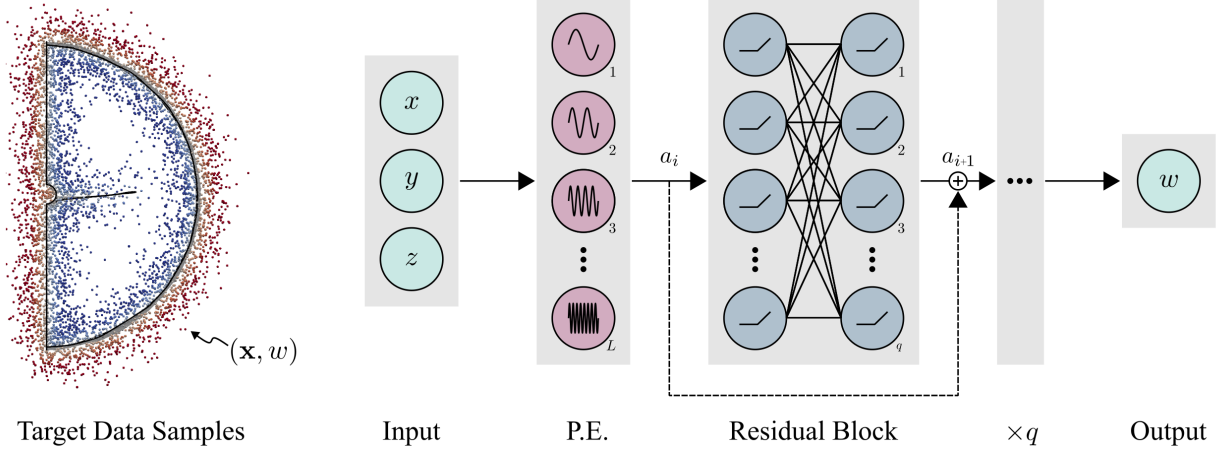 x
y
z
1
2
3
L
a_i
1
2
3
q
a_{i+1}
w
(x, w)
Target Data Samples
Input
P.E.
Residual Block
×q
Output